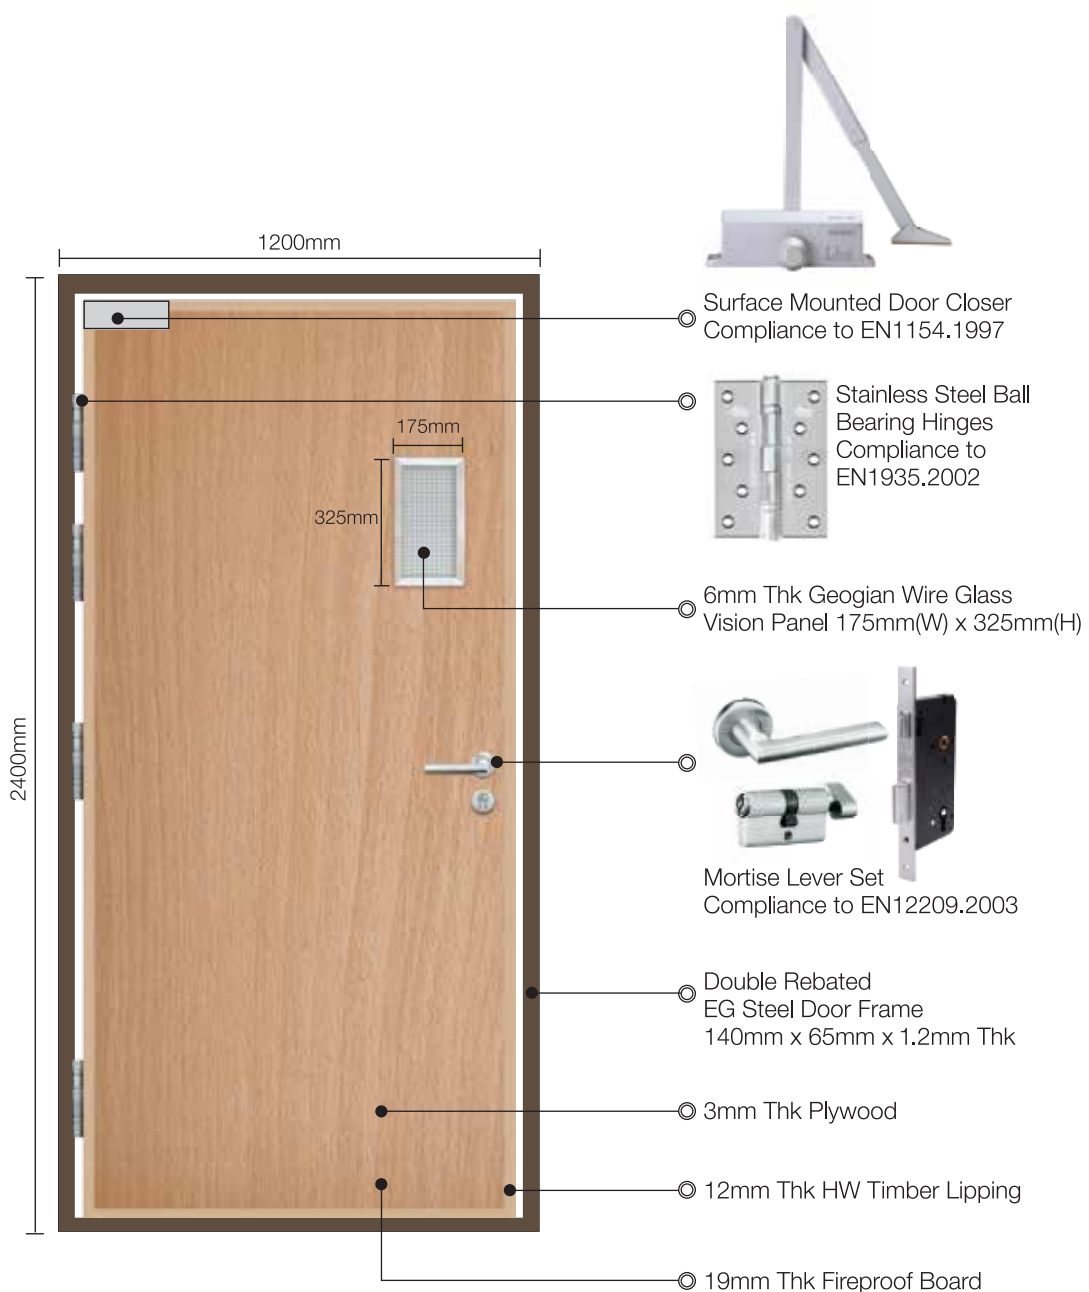 1200mm
Surface Mounted Door Closer
Compliance to EN1154.1997
Stainless Steel Ball
Bearing Hinges
Compliance to
EN1935.2002
175mm
325mm
6mm Thk Geogian Wire Glass
Vision Panel 175mm(W) x 325mm(H)
2400mm
Mortise Lever Set
Compliance to EN12209.2003
Double Rebated
EG Steel Door Frame
140mm x 65mm x 1.2mm Thk
3mm Thk Plywood
12mm Thk HW Timber Lipping
19mm Thk Fireproof Board